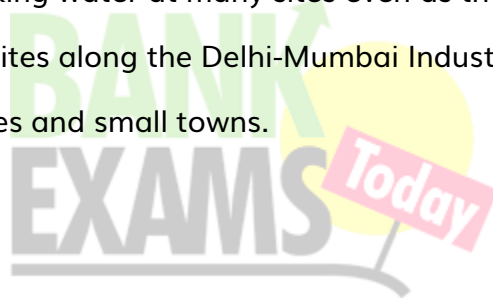 king water at many sites even as th
ites along the Delhi-Mumbai Indust
es and small towns.
BANK
EXAMS
Today